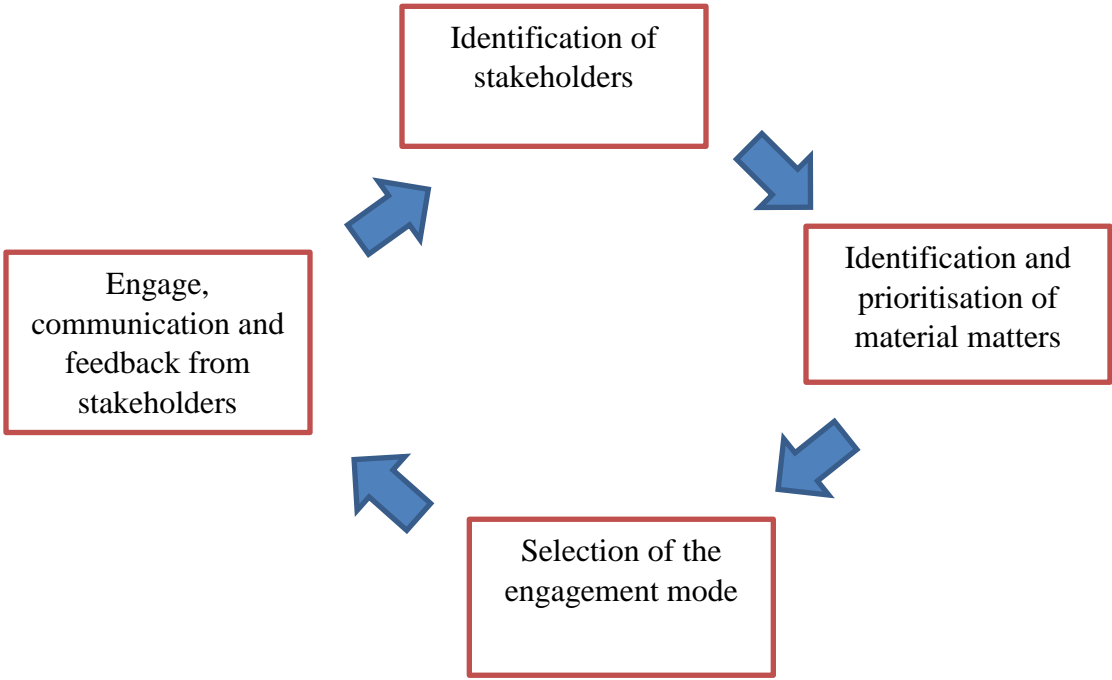 Identification of
stakeholders
Identification and
prioritisation of
material matters
Selection of the
engagement mode
Engage,
communication and
feedback from
stakeholders